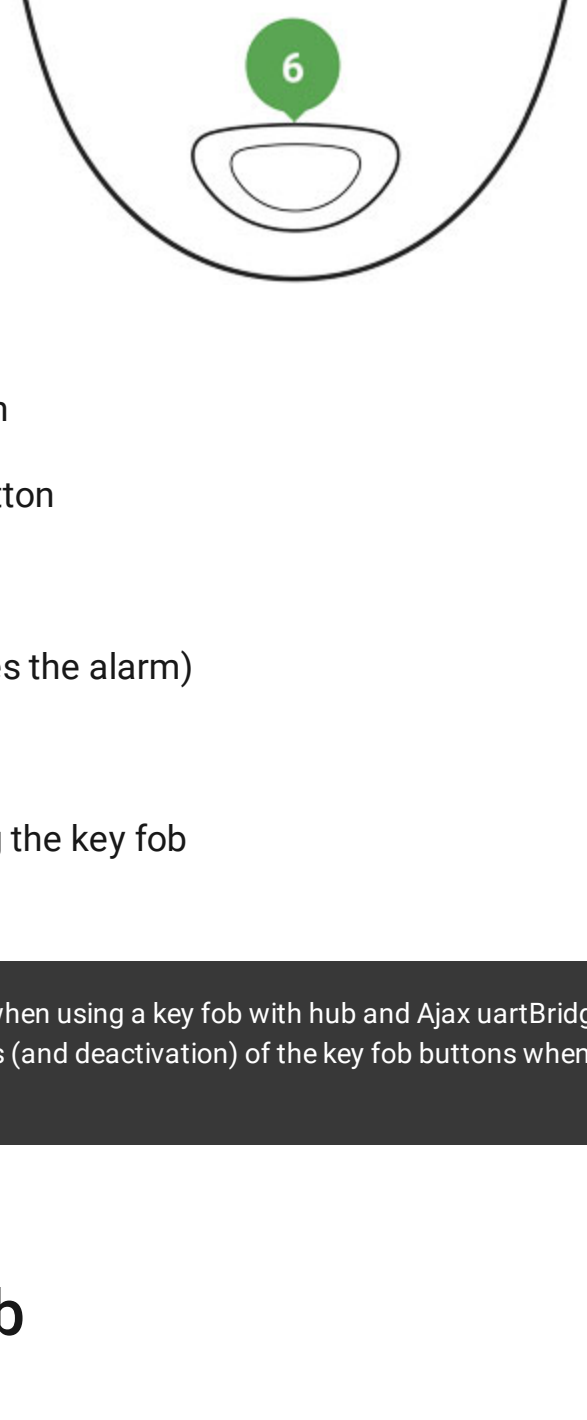 6
tton
the alarm)
the key fob
when using a key fob with hub and Ajax uartBridg
(and deactivation) of the key fob buttons when
b